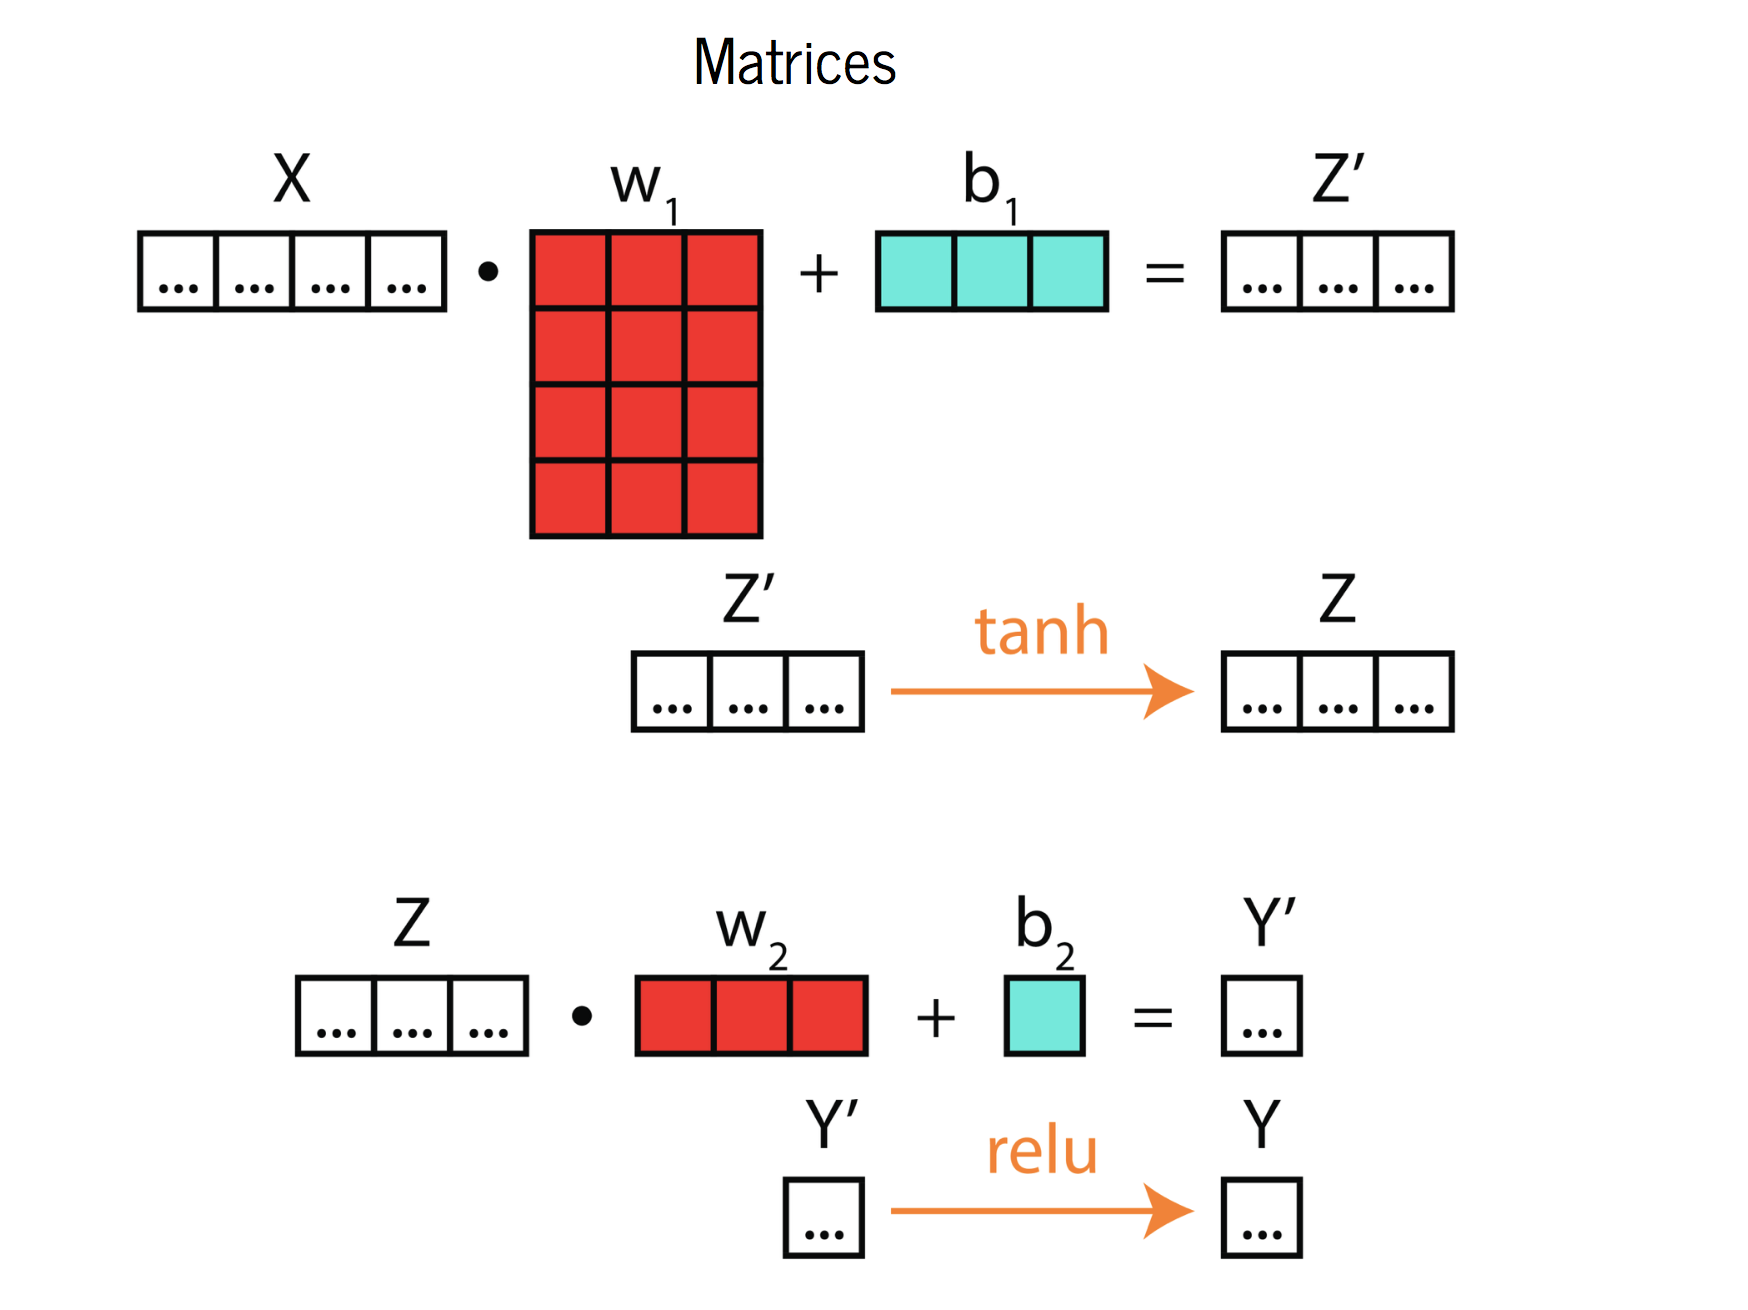 Matrices
X w₁ b₁ Z′
... ... ... ... • + = ... ... ...
Z′ tanh Z
... ... ... ... ... ...
Z w₂ b₂ Y′
... ... ... • + = ...
Y′ relu Y
... ...